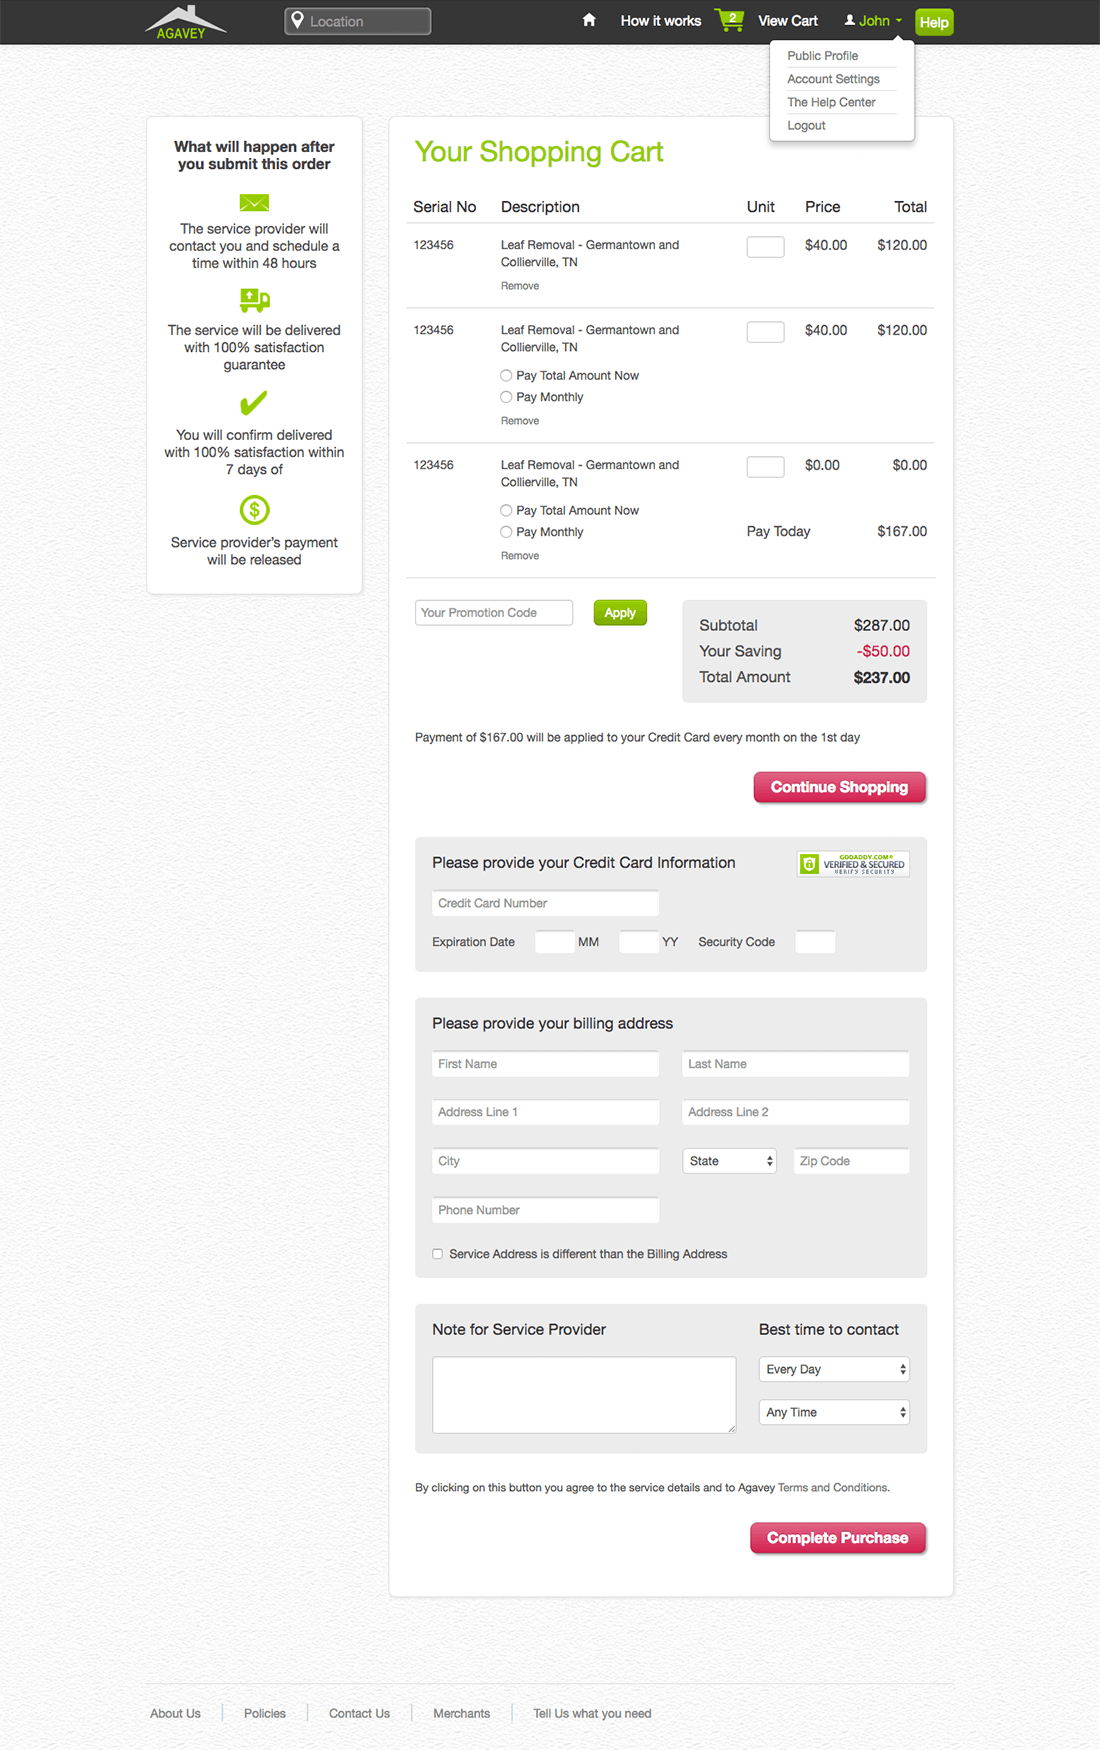 AGAVEY
Location
How it works
2
View Cart
John
Help
Public Profile
Account Settings
The Help Center
Logout
What will happen after
you submit this order
The service provider will
contact you and schedule a
time within 48 hours
The service will be delivered
with 100% satisfaction
guarantee
You will confirm delivered
with 100% satisfaction within
7 days of
$
Service provider's payment
will be released
Your Shopping Cart
Serial No Description Unit Price Total
123456 Leaf Removal - Germantown and $40.00 $120.00
Collierville, TN
Remove
123456 Leaf Removal - Germantown and $40.00 $120.00
Collierville, TN
Pay Total Amount Now
Pay Monthly
Remove
123456 Leaf Removal - Germantown and $0.00 $0.00
Collierville, TN
Pay Total Amount Now
Pay Monthly Pay Today $167.00
Remove
Your Promotion Code Apply
Subtotal $287.00
Your Saving -$50.00
Total Amount $237.00
Payment of $167.00 will be applied to your Credit Card every month on the 1st day
Continue Shopping
Please provide your Credit Card Information
GODADDY.COM®
VERIFIED & SECURED
VERIFY SECURITY
Credit Card Number
Expiration Date MM YY Security Code
Please provide your billing address
First Name Last Name
Address Line 1 Address Line 2
City State Zip Code
Phone Number
Service Address is different than the Billing Address
Note for Service Provider Best time to contact
Every Day
Any Time
By clicking on this button you agree to the service details and to Agavey Terms and Conditions.
Complete Purchase
About Us Policies Contact Us Merchants Tell Us what you need